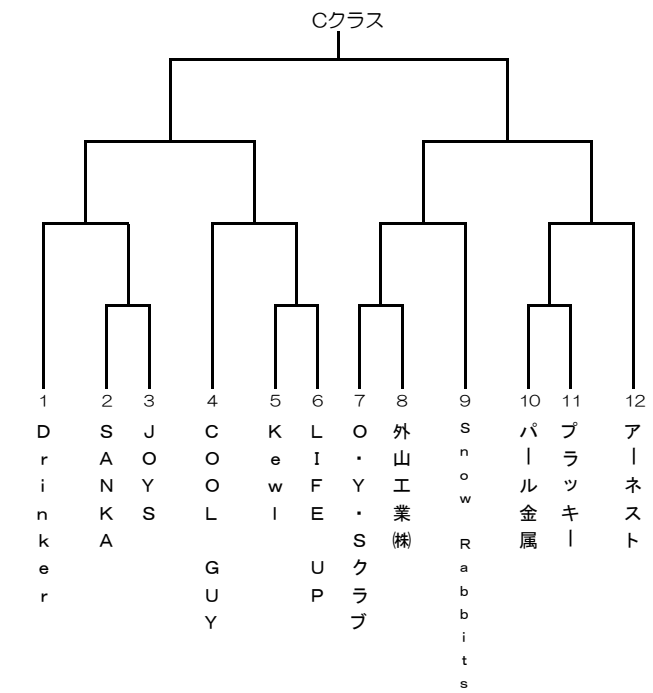 Cクラス
1
2
3
4
5
6
7
8
9
10
11
12
Drinker
SANKA
JOYS
COOL GUY
Kewl
LIFE UP
O・Y・Sクラブ
外山工業㈱
Snow Rabbits
パール金属
プラッキー
アーネスト